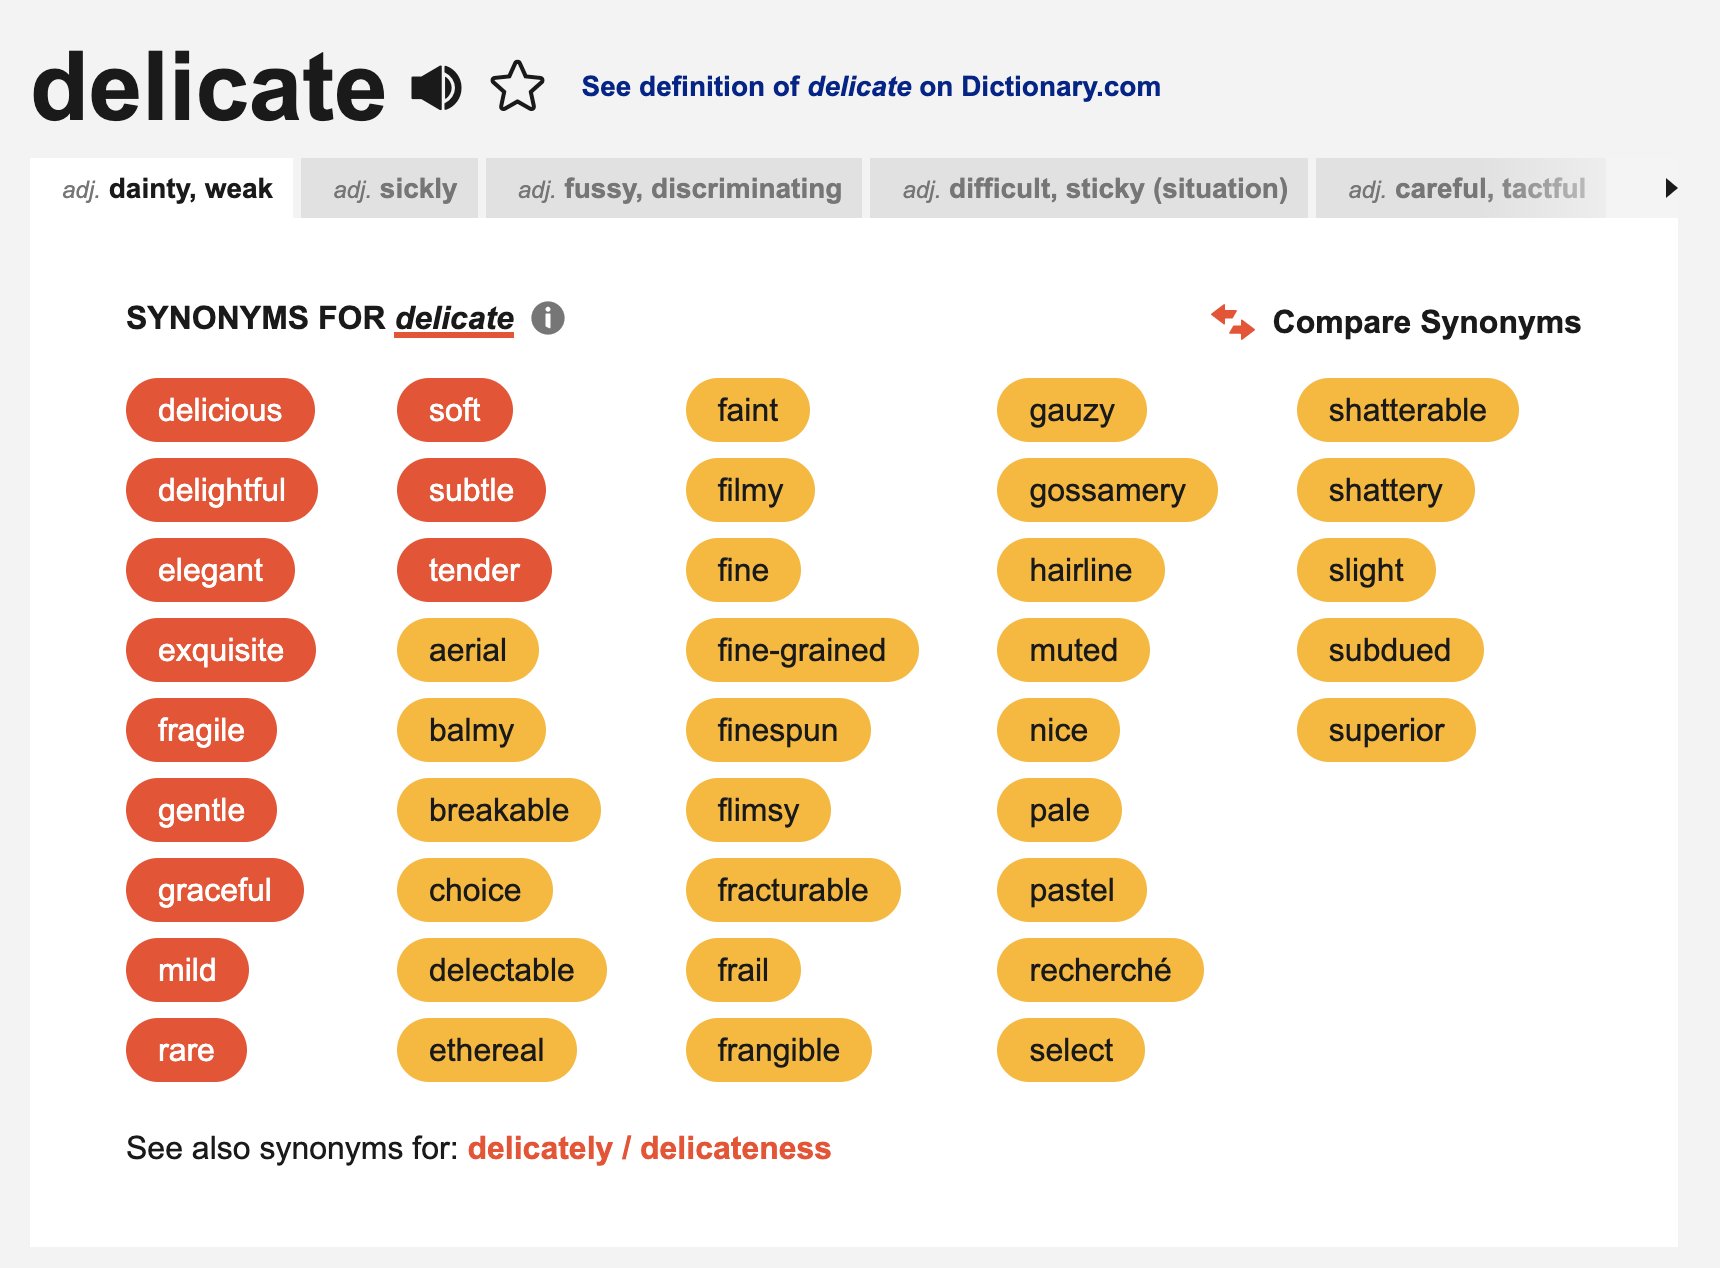 delicate See definition of delicate on Dictionary.com
adj. dainty, weak adj. sickly adj. fussy, discriminating adj. difficult, sticky (situation) adj. careful, tactful
SYNONYMS FOR delicate Compare Synonyms
delicious soft faint gauzy shatterable
delightful subtle filmy gossamery shattery
elegant tender fine hairline slight
exquisite aerial fine-grained muted subdued
fragile balmy finespun nice superior
gentle breakable flimsy pale
graceful choice fracturable pastel
mild delectable frail recherché
rare ethereal frangible select
See also synonyms for: delicately / delicateness